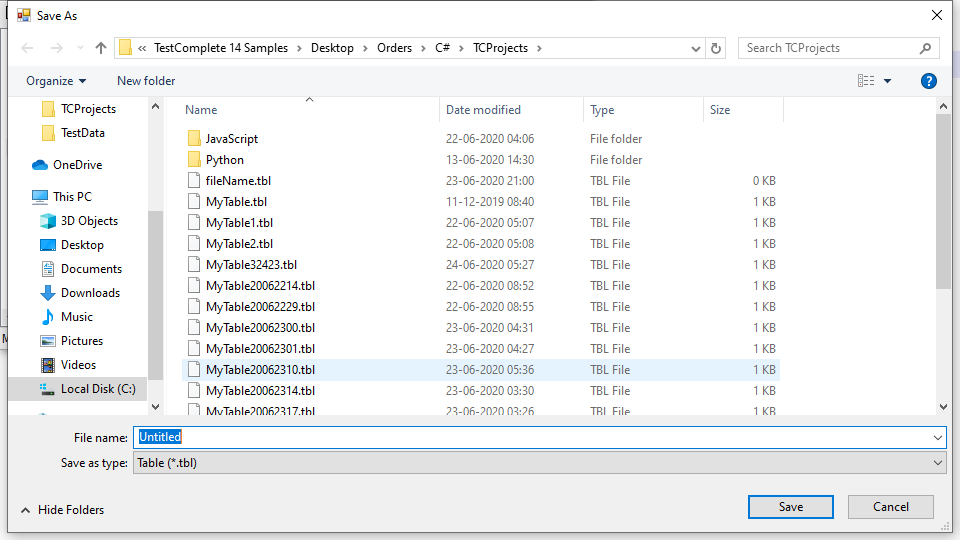 Save As
« TestComplete 14 Samples > Desktop > Orders > C# > TCProjects >
Search TCProjects
Organize New folder
TCProjects
TestData
OneDrive
This PC
3D Objects
Desktop
Documents
Downloads
Music
Pictures
Videos
Local Disk (C:)
Name Date modified Type Size
JavaScript 22-06-2020 04:06 File folder
Python 13-06-2020 14:30 File folder
fileName.tbl 23-06-2020 21:00 TBL File 0 KB
MyTable.tbl 11-12-2019 08:40 TBL File 1 KB
MyTable1.tbl 22-06-2020 05:07 TBL File 1 KB
MyTable2.tbl 22-06-2020 05:08 TBL File 1 KB
MyTable32423.tbl 24-06-2020 05:27 TBL File 1 KB
MyTable20062214.tbl 22-06-2020 08:52 TBL File 1 KB
MyTable20062229.tbl 22-06-2020 08:55 TBL File 1 KB
MyTable20062300.tbl 23-06-2020 04:31 TBL File 1 KB
MyTable20062301.tbl 23-06-2020 04:27 TBL File 1 KB
MyTable20062310.tbl 23-06-2020 05:36 TBL File 1 KB
MyTable20062314.tbl 23-06-2020 03:30 TBL File 1 KB
MyTable20062317.tbl 23-06-2020 03:26 TBL File 1 KB
File name: Untitled
Save as type: Table (*.tbl)
Hide Folders
Save
Cancel